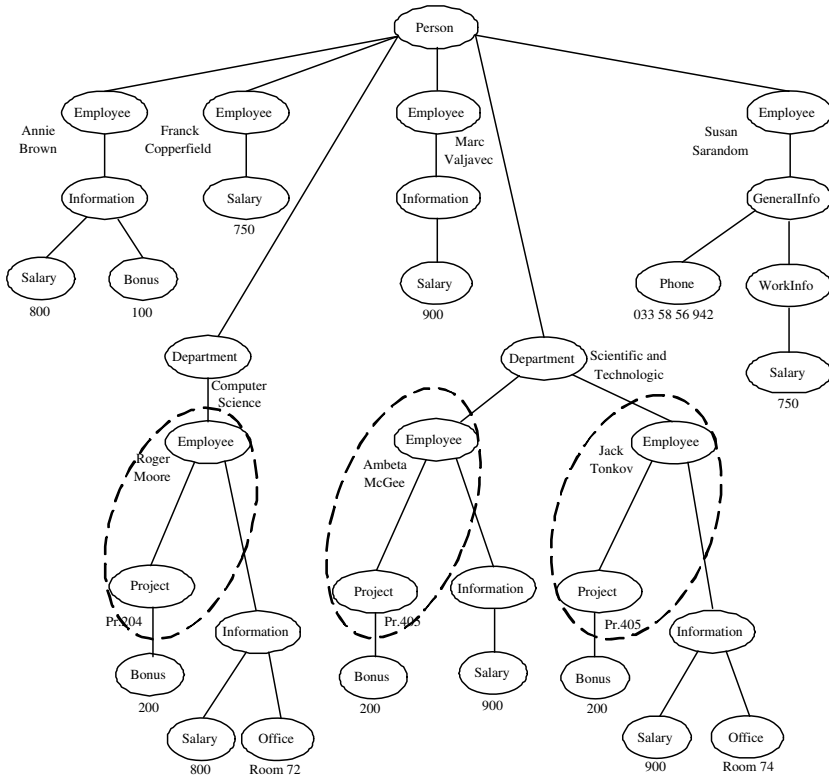 Person
Employee
Employee
Employee
Employee
Annie
Brown
Franck
Copperfield
Marc
Valjavec
Susan
Sarandom
Information
Salary
750
Information
GeneralInfo
Salary
800
Bonus
100
Salary
900
Phone
033 58 56 942
WorkInfo
Department
Computer
Science
Department
Scientific and
Technologic
Salary
750
Employee
Roger
Moore
Employee
Ambeta
McGee
Employee
Jack
Tonkov
Project
Pr.204
Project
Pr.405
Information
Project
Pr.405
Information
Information
Bonus
200
Bonus
200
Salary
900
Bonus
200
Salary
800
Office
Room 72
Salary
900
Office
Room 74